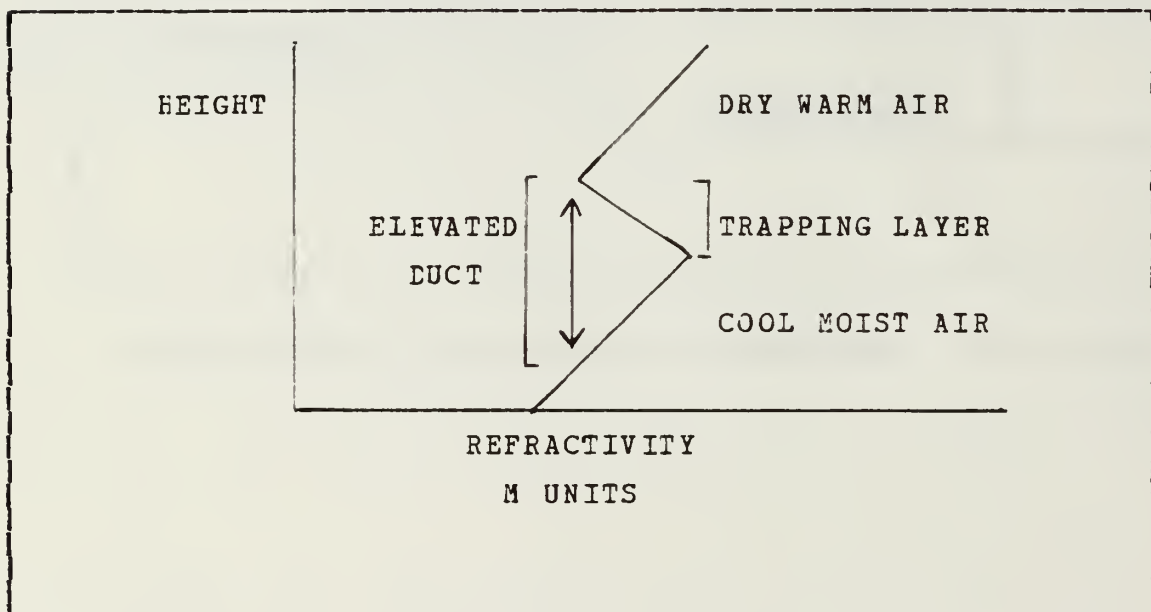 HEIGHT
DRY WARM AIR
ELEVATED
DUCT
TRAPPING LAYER
COOL MOIST AIR
REFRACTIVITY
M UNITS